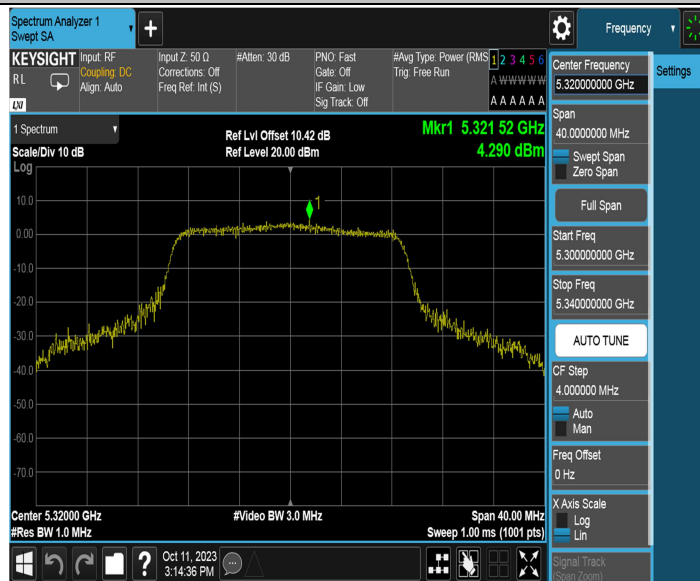 Spectrum Analyzer 1
Swept SA
+
Frequency
KEYSIGHT
RL
LXI
Input: RF
Coupling: DC
Align: Auto
Input Z: 50 Ω
Corrections: Off
Freq Ref: Int (S)
#Atten: 30 dB
PNO: Fast
Gate: Off
IF Gain: Low
Sig Track: Off
#Avg Type: Power (RMS
Trig: Free Run
1 2 3 4 5 6
A W W W W W
A A A A A A
Center Frequency
5.320000000 GHz
Settings
Span
40.0000000 MHz
Swept Span
Zero Span
Full Span
Start Freq
5.300000000 GHz
Stop Freq
5.340000000 GHz
AUTO TUNE
CF Step
4.000000 MHz
Auto
Man
Freq Offset
0 Hz
X Axis Scale
Log
Lin
Signal Track
(Span Zoom)
1 Spectrum
Scale/Div 10 dB
Log
Ref Lvl Offset 10.42 dB
Ref Level 20.00 dBm
Mkr1 5.321 52 GHz
4.290 dBm
1
10.0
0.00
-10.0
-20.0
-30.0
-40.0
-50.0
-60.0
-70.0
Center 5.32000 GHz
#Res BW 1.0 MHz
#Video BW 3.0 MHz
Span 40.00 MHz
Sweep 1.00 ms (1001 pts)
?
Oct 11, 2023
3:14:36 PM